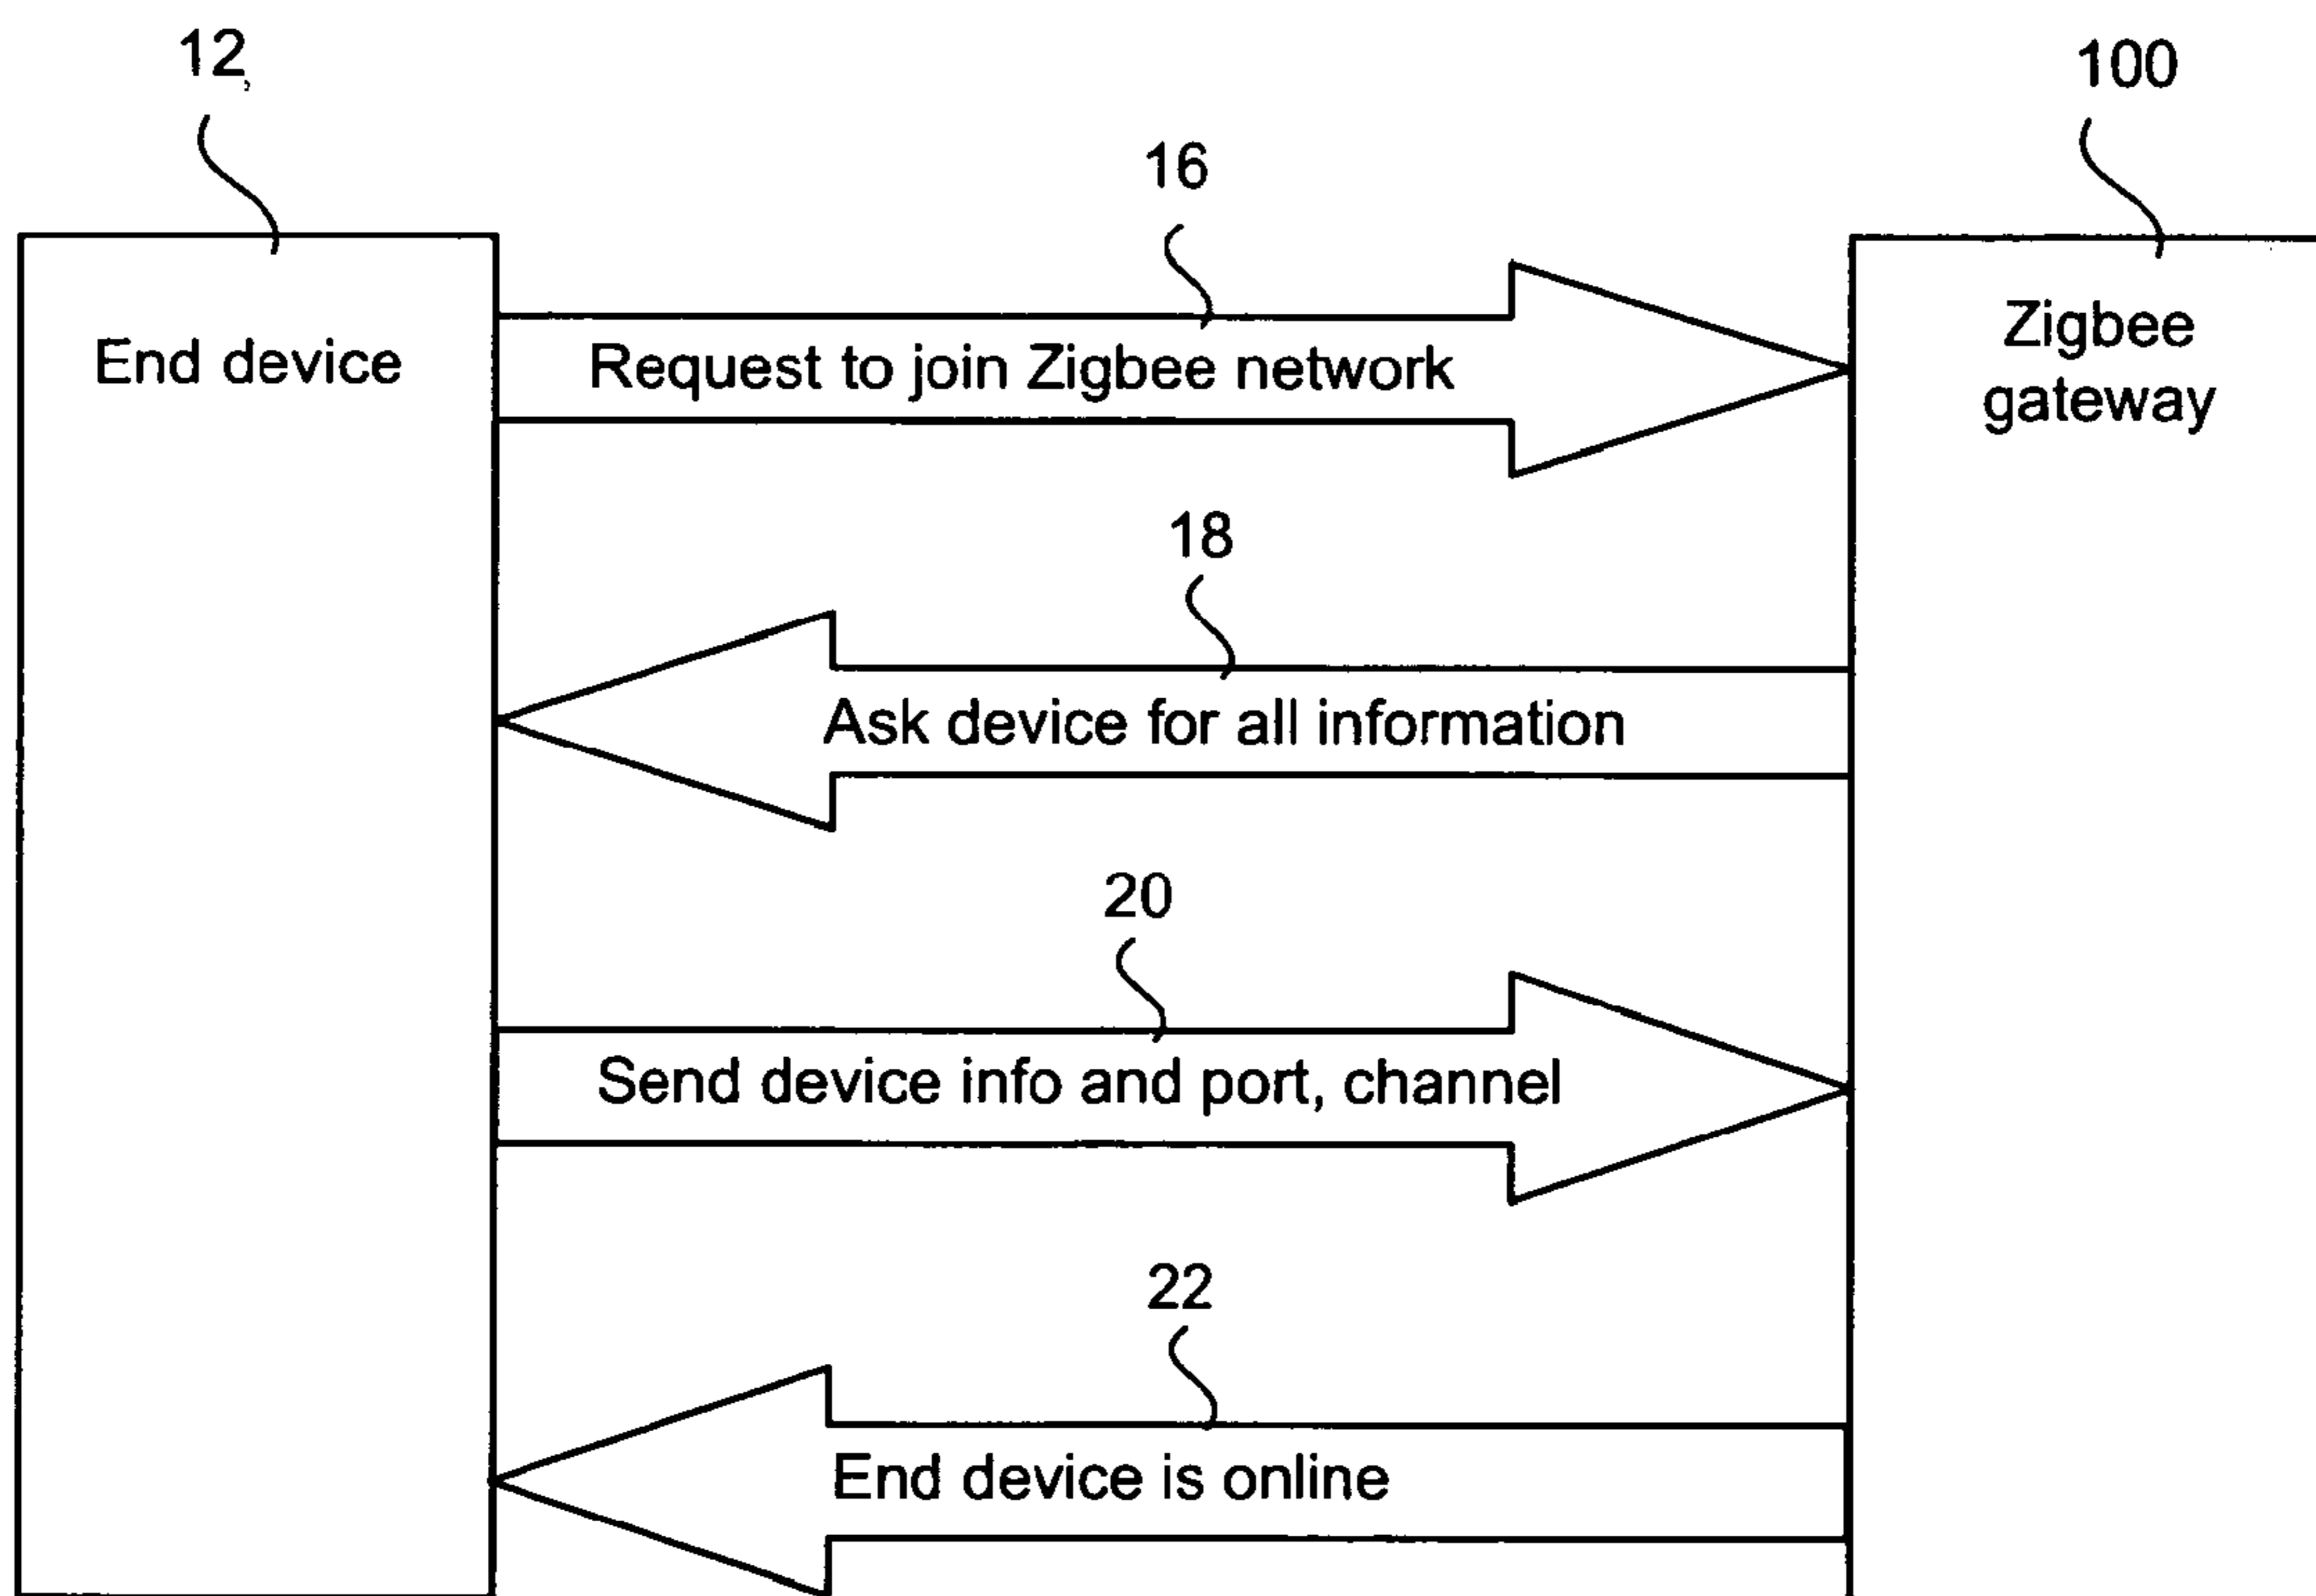 12,
100
16
End device
Request to join Zigbee network
Zigbee
gateway
18
Ask device for all information
20
Send device info and port, channel
22
End device is online